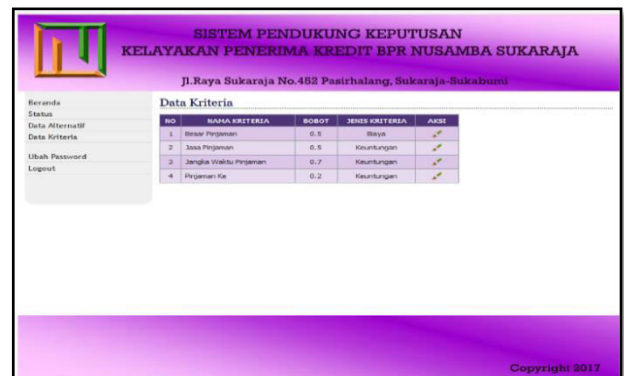 SISTEM PENDUKUNG KEPUTUSAN
KELAYAKAN PENERIMA KREDIT BPR NUSAMBA SUKARAJA
Jl.Raya Sukaraja No.462 Pasirhalang, Sukaraja-Sukabumi
Beranda
Status
Data Alternatif
Data Kriteria
Ubah Password
Logout
Data Kriteria
NO NAMA KRITERIA BOBOT JENIS KRITERIA AKSI
1 Besar Pinjaman 0.5 Biaya
2 Jasa Pinjaman 0.5 Keuntungan
3 Jangka Waktu Pinjaman 0.7 Keuntungan
4 Pinjaman Ke 0.2 Keuntungan
Copyright 2017